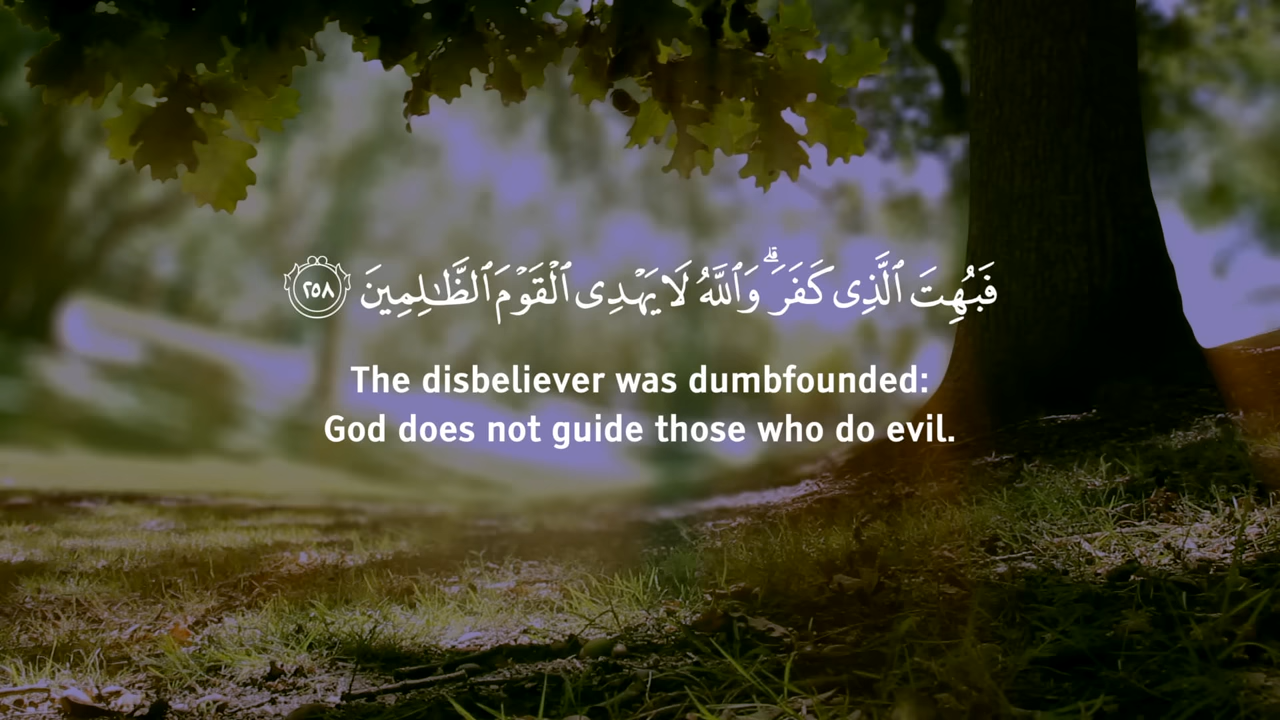 فَبُهِتَ ٱلَّذِى كَفَرَ ۗ وَٱللَّهُ لَا يَهْدِى ٱلْقَوْمَ ٱلظَّـٰلِمِينَ ٢٥٨
The disbeliever was dumbfounded:
God does not guide those who do evil.